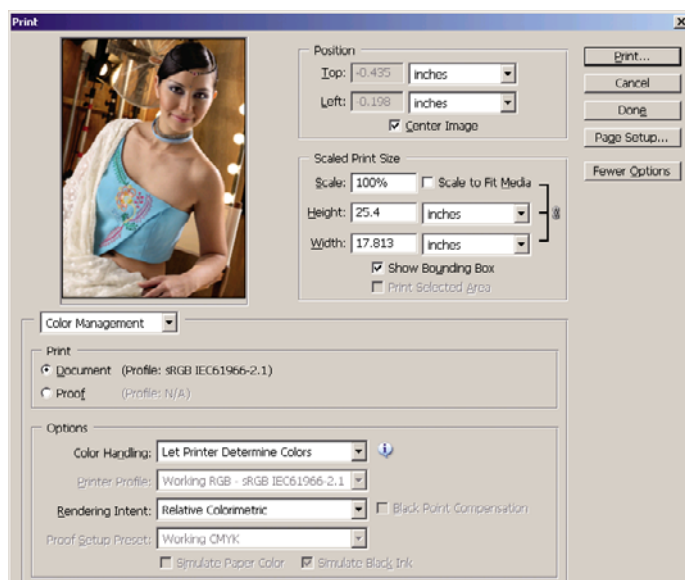 Print
Position
Top: -0.435 inches
Left: -0.198 inches
Center Image
Scaled Print Size
Scale: 100% Scale to Fit Media
Height: 25.4 inches
Width: 17.813 inches
Show Bounding Box
Print Selected Area
Print...
Cancel
Done
Page Setup...
Fewer Options
Color Management
Print
Document (Profile: sRGB IEC61966-2.1)
Proof (Profile: N/A)
Options
Color Handling: Let Printer Determine Colors
Printer Profile: Working RGB - sRGB IEC61966-2.1
Rendering Intent: Relative Colorimetric Black Point Compensation
Proof Setup Preset: Working CMYK
Simulate Paper Color Simulate Black Ink